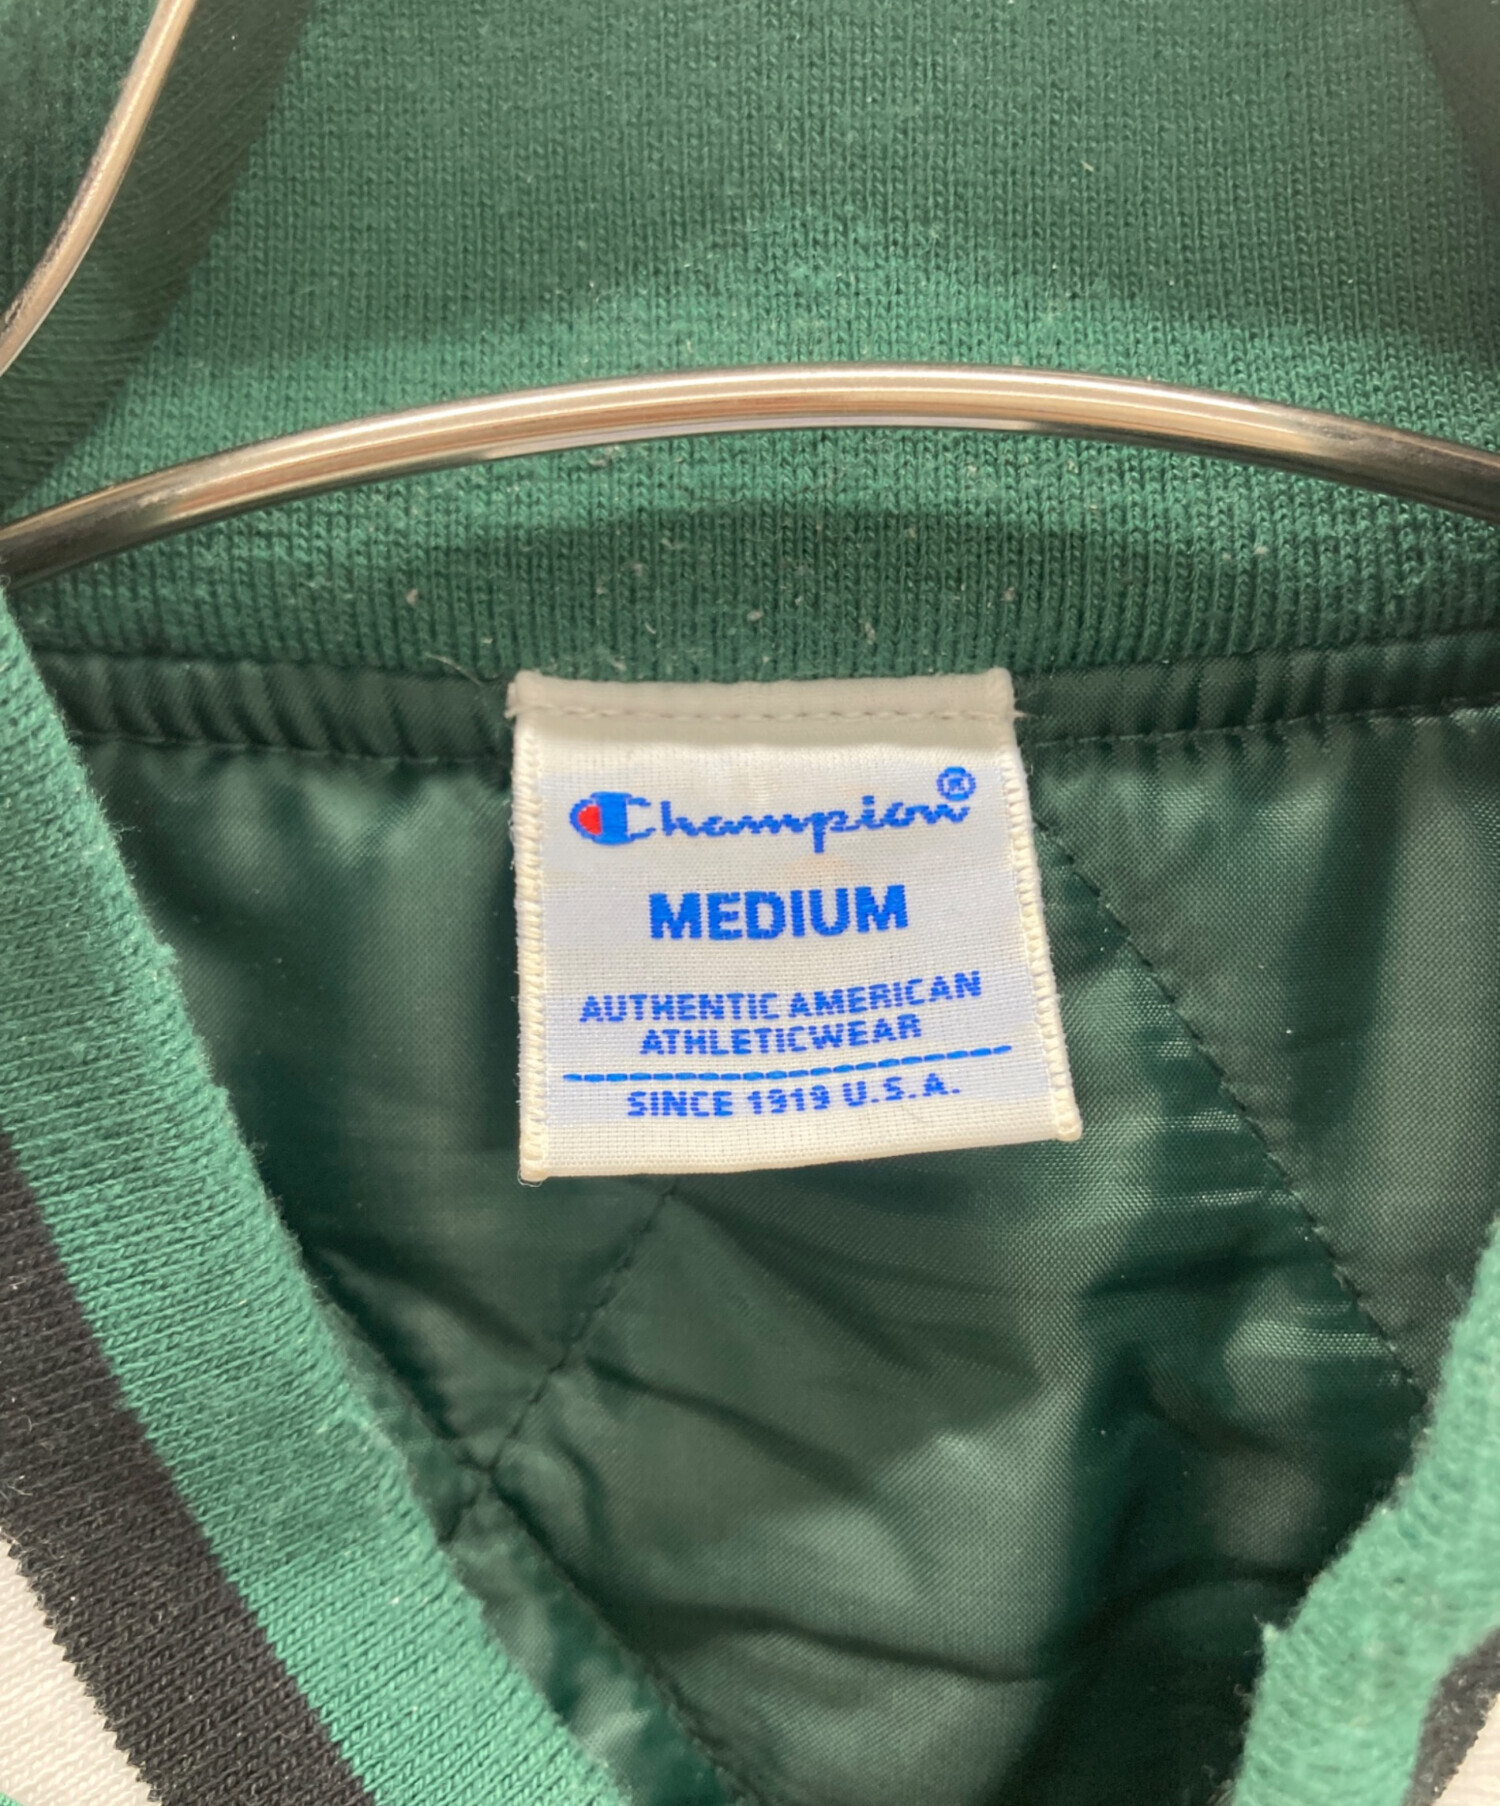 Champion®
MEDIUM
AUTHENTIC AMERICAN
ATHLETICWEAR
SINCE 1919 U.S.A.